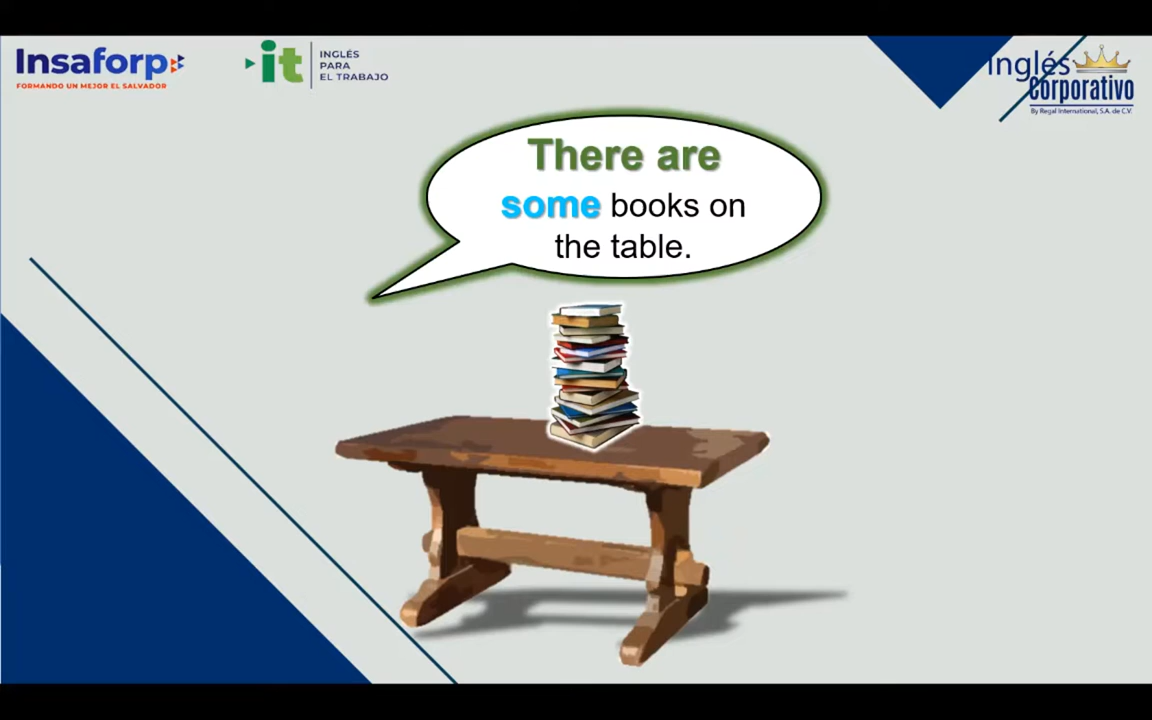 Insaforp
FORMANDO UN MEJOR EL SALVADOR
it
INGLÉS
PARA
EL TRABAJO
Inglés
Corporativo
By Regal International, S.A. de C.V.
There are
some books on
the table.